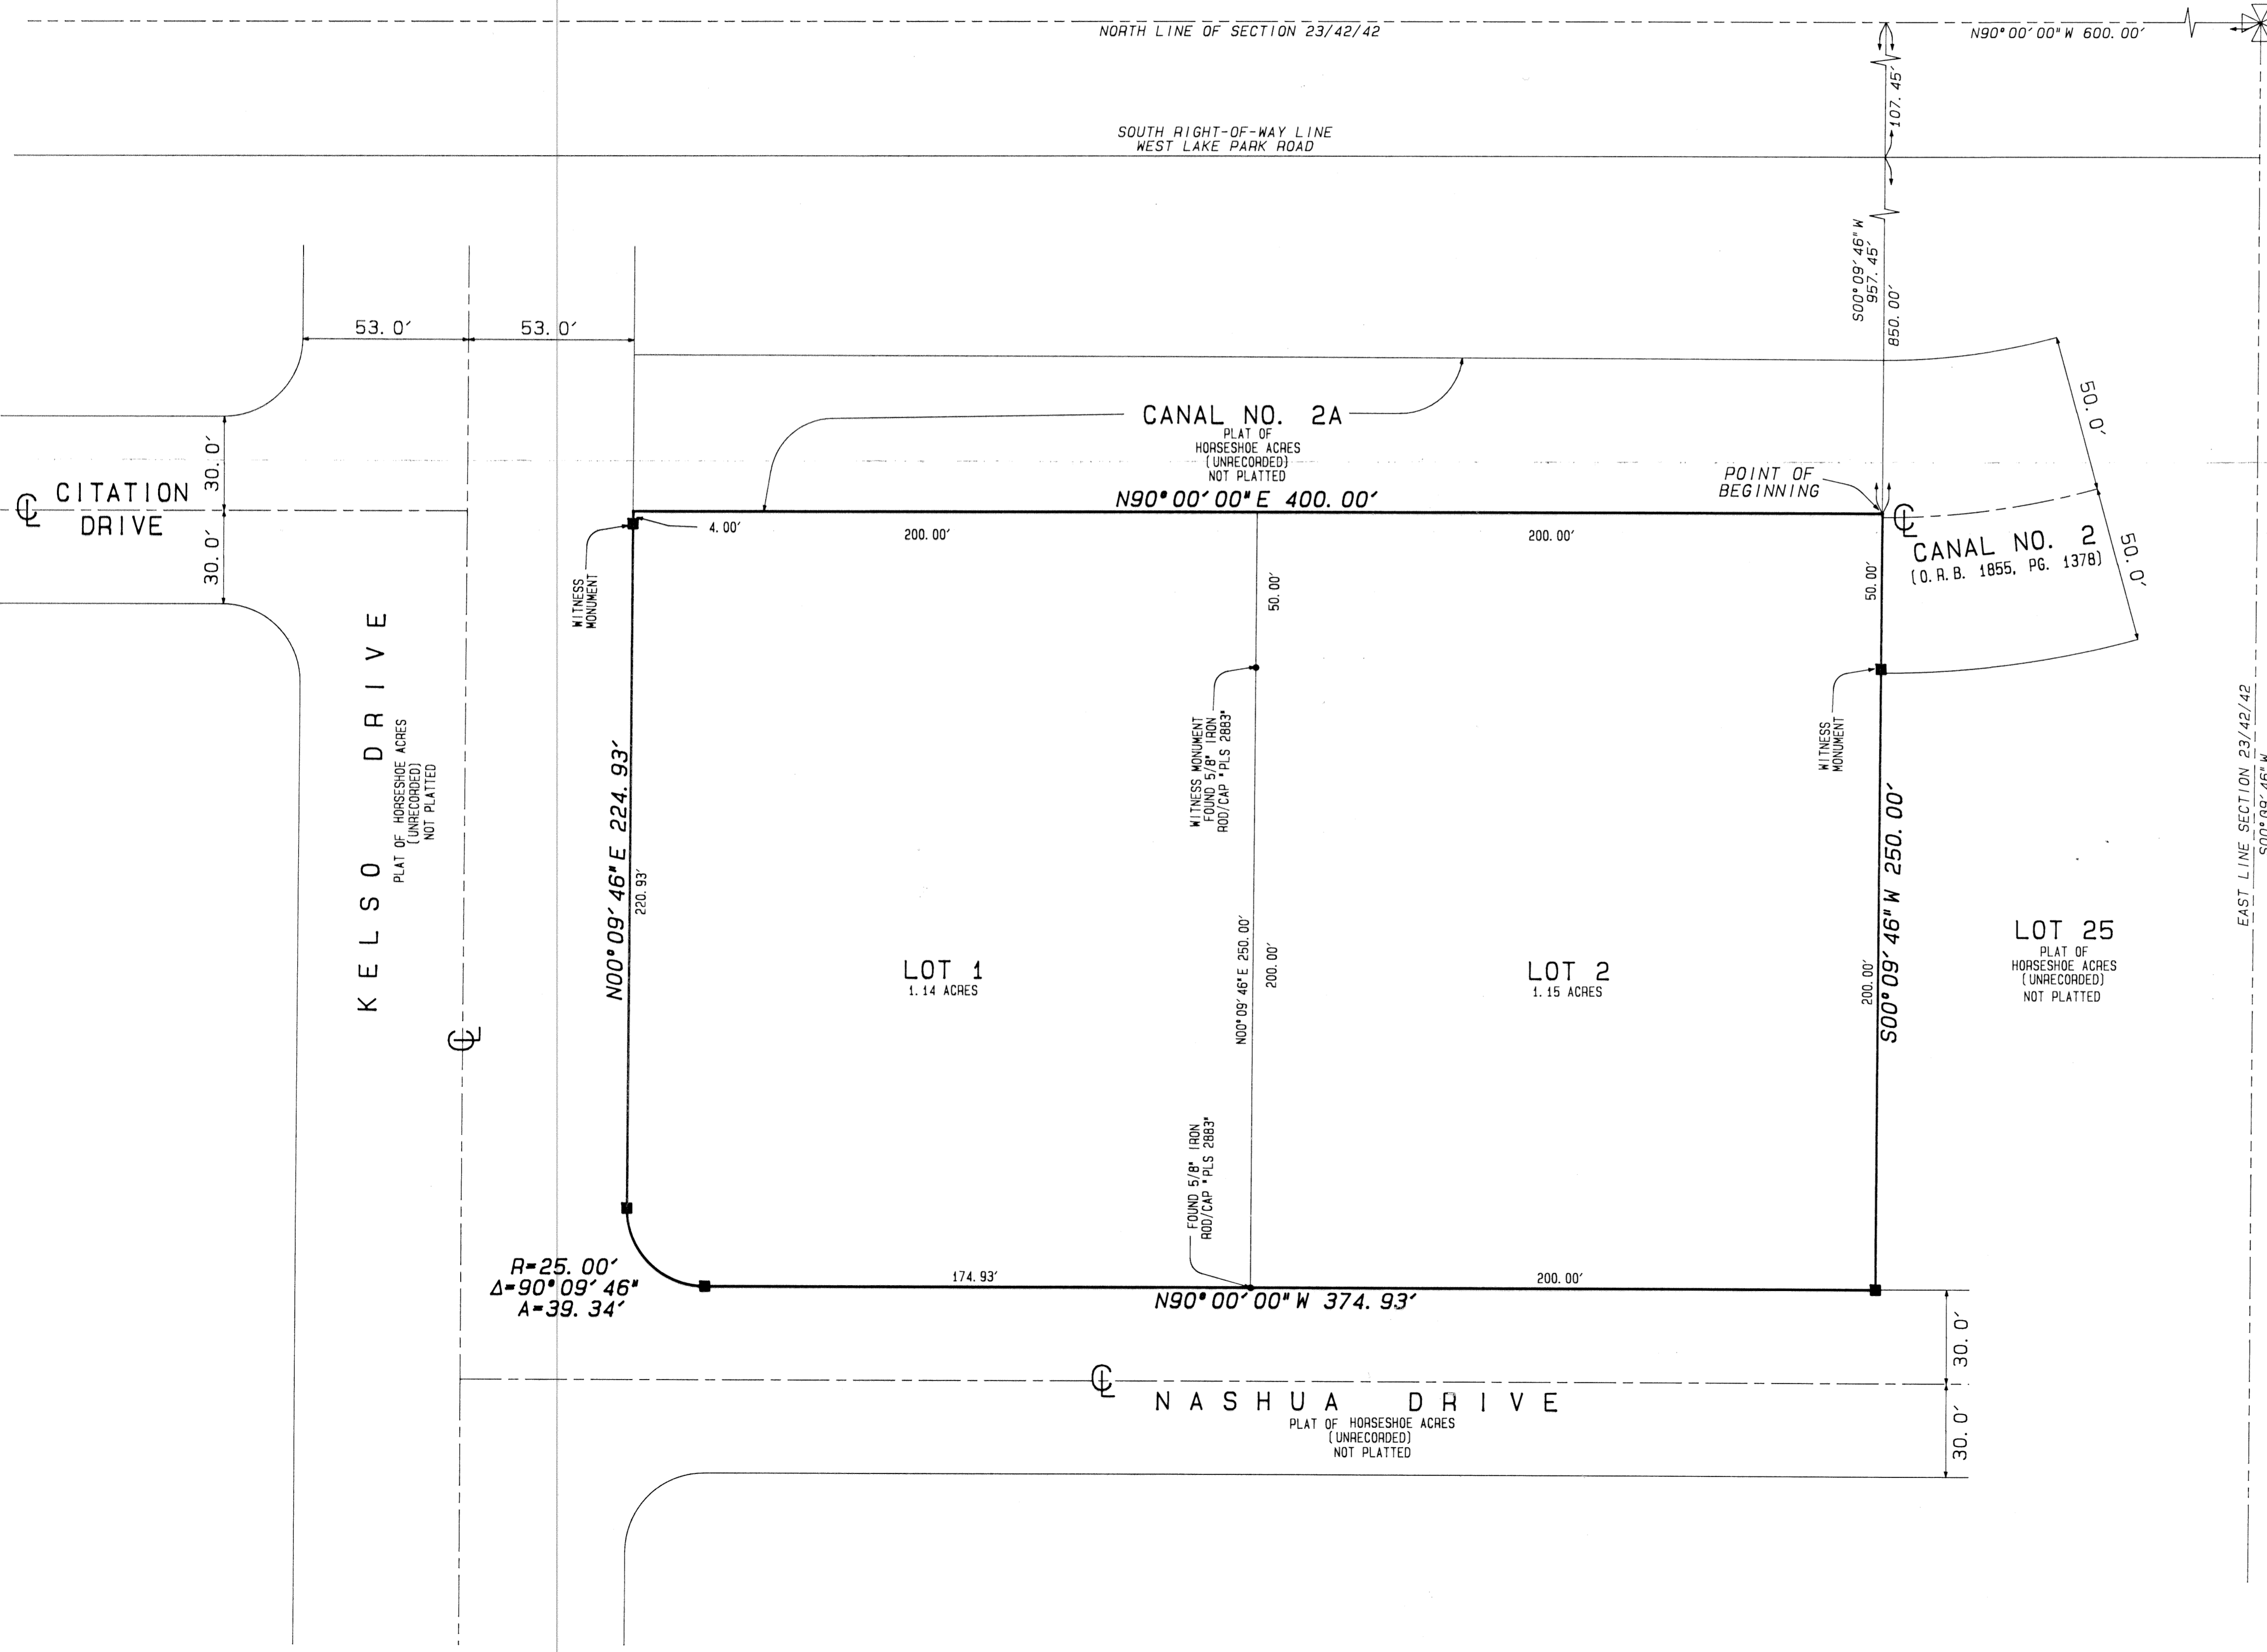 NORTH LINE OF SECTION 23/42/42
N90°00'00"W 600.00'
107.45'
SOUTH RIGHT-OF-WAY LINE
WEST LAKE PARK ROAD
S00°09'46"W
957.45'
850.00'
53.0'
53.0'
50.0'
50.0'
CANAL NO. 2A
PLAT OF
HORSESHOE ACRES
(UNRECORDED)
NOT PLATTED
POINT OF
BEGINNING
N90°00'00"E 400.00'
30.0'
30.0'
CITATION
DRIVE
4.00'
200.00'
200.00'
CANAL NO. 2
(O.R.B. 1855, PG. 1378)
WITNESS
MONUMENT
50.00'
50.00'
KELSO DRIVE
PLAT OF HORSESHOE ACRES
(UNRECORDED)
NOT PLATTED
N00°09'46"E 224.93'
220.93'
WITNESS MONUMENT
FOUND 5/8" IRON
ROD/CAP "PLS 2883"
WITNESS
MONUMENT
S00°09'46"W 250.00'
200.00'
EAST LINE SECTION 23/42/42
S00°09'46"W
LOT 1
1.14 ACRES
N00°09'46"E 250.00'
200.00'
LOT 2
1.15 ACRES
LOT 25
PLAT OF
HORSESHOE ACRES
(UNRECORDED)
NOT PLATTED
FOUND 5/8" IRON
ROD/CAP "PLS 2883"
R=25.00'
Δ=90°09'46"
A=39.34'
174.93'
200.00'
N90°00'00"W 374.93'
30.0'
30.0'
NASHUA DRIVE
PLAT OF HORSESHOE ACRES
(UNRECORDED)
NOT PLATTED